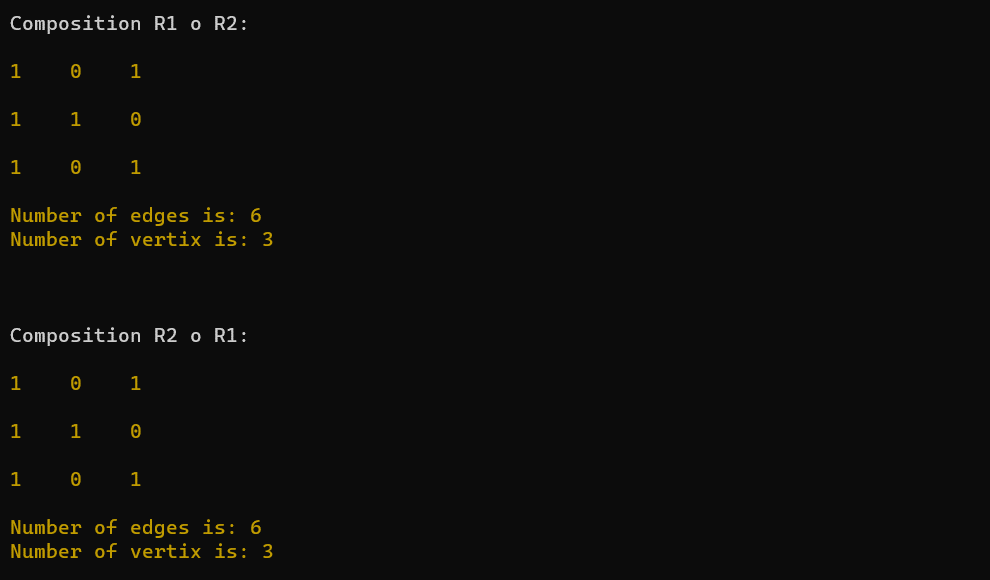 Composition R1 o R2:
1 0 1
1 1 0
1 0 1
Number of edges is: 6
Number of vertix is: 3
Composition R2 o R1:
1 0 1
1 1 0
1 0 1
Number of edges is: 6
Number of vertix is: 3